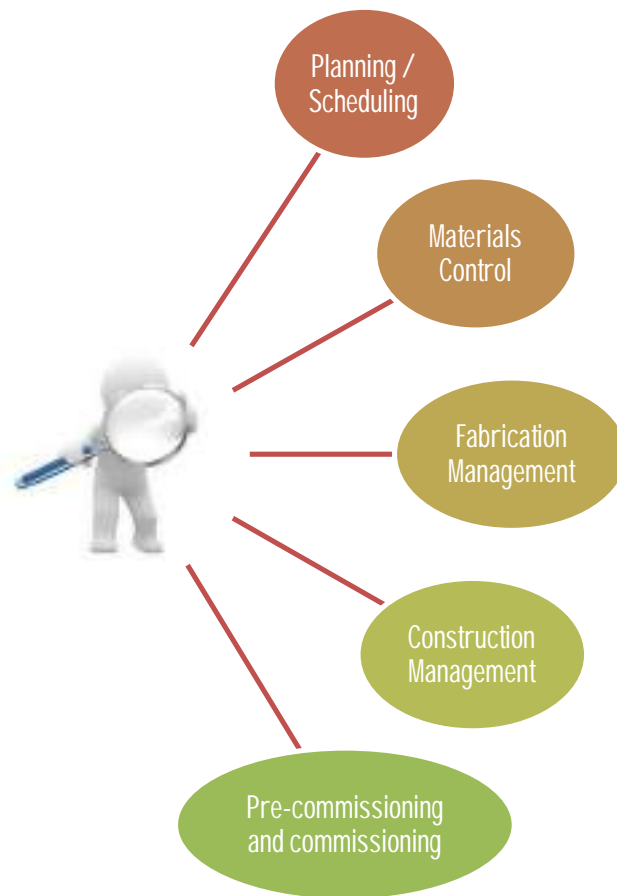 Planning /
Scheduling
Materials
Control
Fabrication
Management
Construction
Management
Pre-commissioning
and commissioning